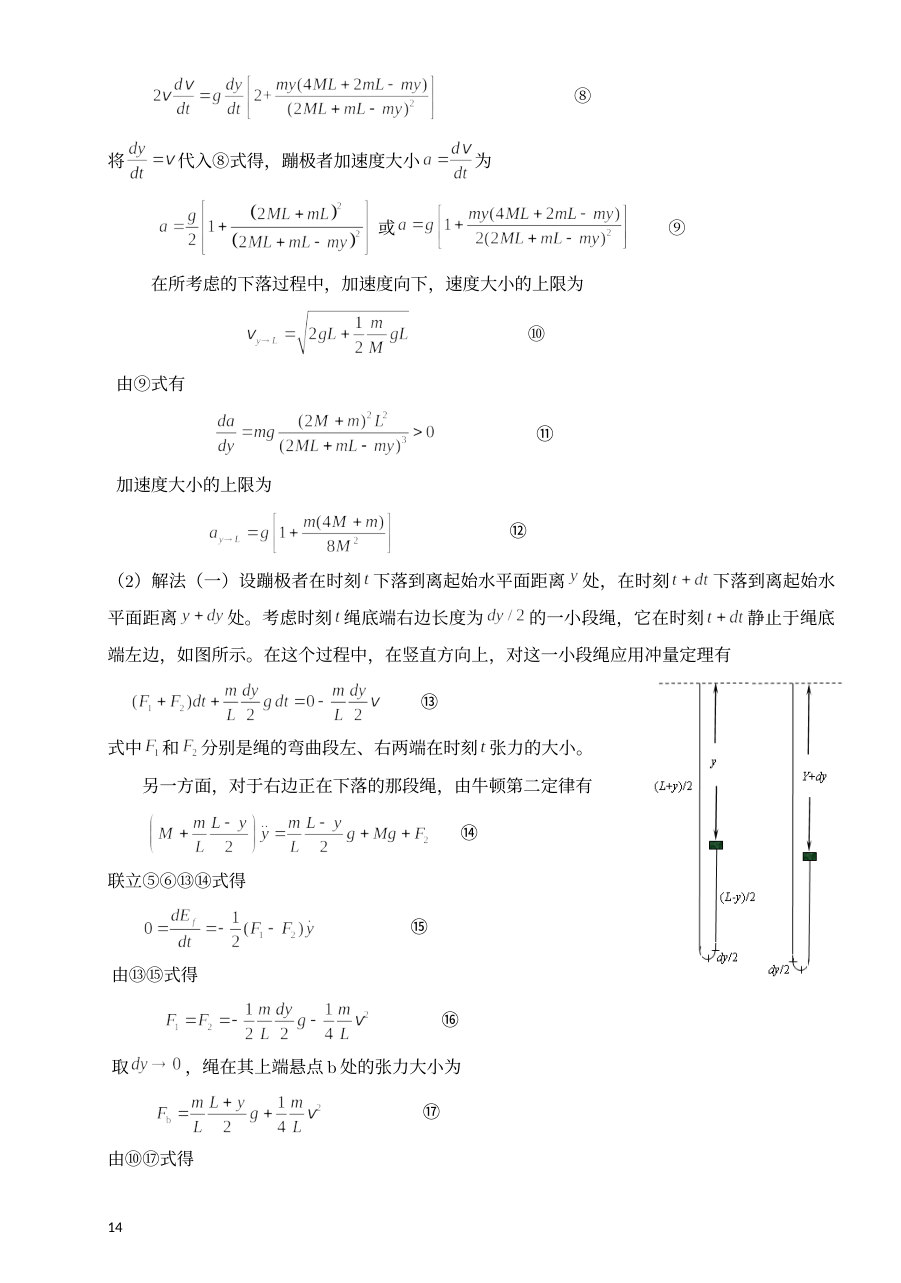 2v dv/dt = g dy/dt [2+ my(4ML+2mL-my)/(2ML+mL-my)²] ⑧
将 dy/dt = v 代入⑧式得，蹦极者加速度大小 a = dv/dt 为
a = g/2 [1+ (2ML+mL)²/(2ML+mL-my)²] 或 a = g[1+ my(4ML+2mL-my)/2(2ML+mL-my)²] ⑨
在所考虑的下落过程中，加速度向下，速度大小的上限为
v_{y→L} = √(2gL + 1/2 m/M gL) ⑩
由⑨式有
da/dy = mg (2M+m)²L²/(2ML+mL-my)³ > 0 ⑪
加速度大小的上限为
a_{y→L} = g[1+ m(4M+m)/8M²] ⑫
（2）解法（一）设蹦极者在时刻 t 下落到离起始水平面距离 y 处，在时刻 t+dt 下落到离起始水
平面距离 y+dy 处。考虑时刻 t 绳底端右边长度为 dy/2 的一小段绳，它在时刻 t+dt 静止于绳底
端左边，如图所示。在这个过程中，在竖直方向上，对这一小段绳应用冲量定理有
(F₁+F₂)dt + m/L dy/2 g dt = 0 - m/L dy/2 v ⑬
式中 F₁ 和 F₂ 分别是绳的弯曲段左、右两端在时刻 t 张力的大小。
另一方面，对于右边正在下落的那段绳，由牛顿第二定律有
(M + m/L (L-y)/2) ÿ = m/L (L-y)/2 g + Mg + F₂ ⑭
联立⑤⑥⑬⑭式得
0 = dE_f/dt = - 1/2 (F₁ - F₂)ẏ ⑮
由⑬⑮式得
F₁ = F₂ = - 1/2 m/L dy/2 g - 1/4 m/L v² ⑯
取 dy → 0，绳在其上端悬点 b 处的张力大小为
F_b = m/L (L+y)/2 g + 1/4 m/L v² ⑰
由⑩⑰式得
y
Y+dy
(L+y)/2
(L-y)/2
dy/2
dy/2
14